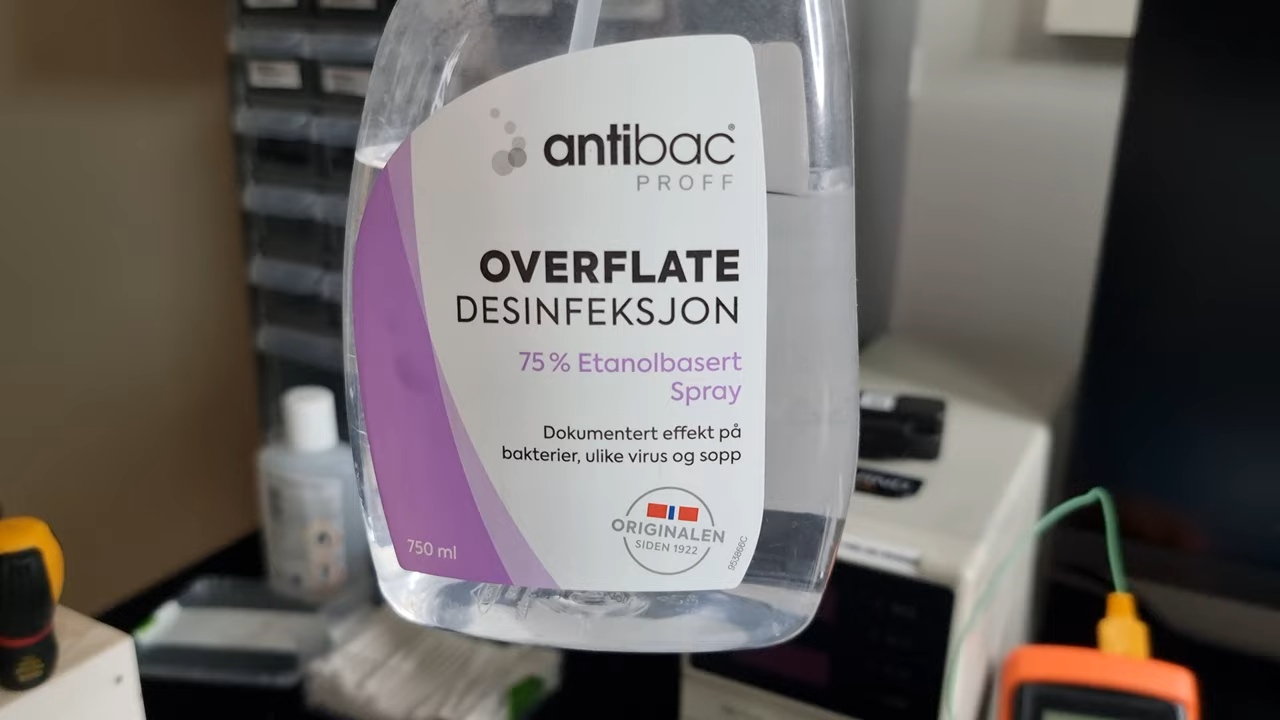 antibac®
PROFF
OVERFLATE
DESINFEKSJON
75% Etanolbasert
Spray
Dokumentert effekt på
bakterier, ulike virus og sopp
ORIGINALEN
SIDEN 1922
750 ml